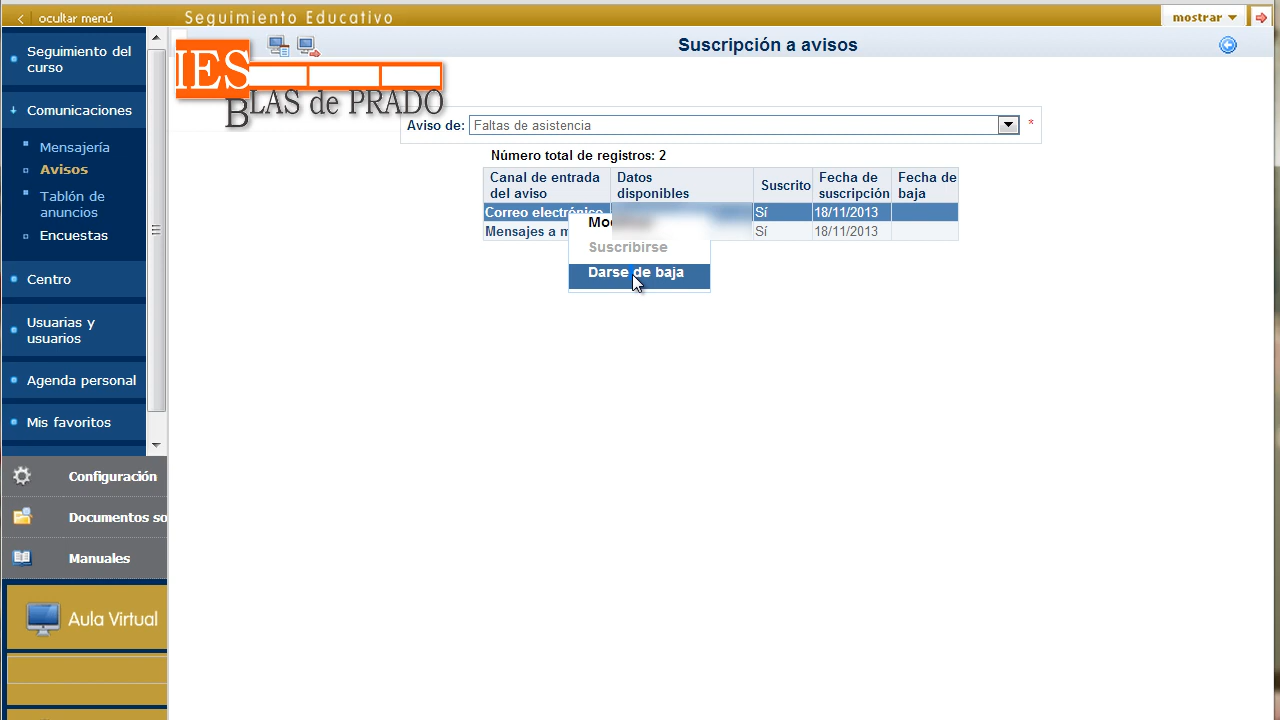 ocultar menú
Seguimiento Educativo
mostrar
Seguimiento del
curso
Comunicaciones
Mensajería
Avisos
Tablón de
anuncios
Encuestas
Centro
Usuarias y
usuarios
Agenda personal
Mis favoritos
Configuración
Documentos so
Manuales
Aula Virtual
Suscripción a avisos
IES
BLAS de PRADO
Aviso de: Faltas de asistencia *
Número total de registros: 2
Canal de entrada del aviso
Datos disponibles
Suscrito
Fecha de suscripción
Fecha de baja
Correo electrónico Sí 18/11/2013
Mensajes a m Sí 18/11/2013
Suscribirse
Darse de baja